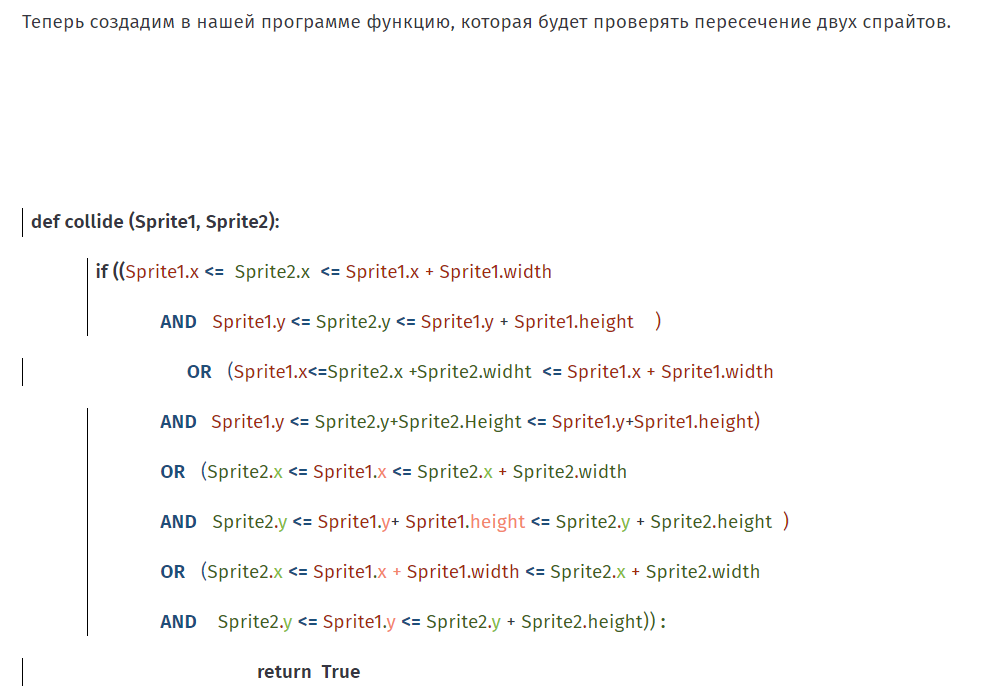 Теперь создадим в нашей программе функцию, которая будет проверять пересечение двух спрайтов.
def collide (Sprite1, Sprite2):
if ((Sprite1.x <= Sprite2.x <= Sprite1.x + Sprite1.width
AND Sprite1.y <= Sprite2.y <= Sprite1.y + Sprite1.height )
OR (Sprite1.x<=Sprite2.x +Sprite2.widht <= Sprite1.x + Sprite1.width
AND Sprite1.y <= Sprite2.y+Sprite2.Height <= Sprite1.y+Sprite1.height)
OR (Sprite2.x <= Sprite1.x <= Sprite2.x + Sprite2.width
AND Sprite2.y <= Sprite1.y+ Sprite1.height <= Sprite2.y + Sprite2.height )
OR (Sprite2.x <= Sprite1.x + Sprite1.width <= Sprite2.x + Sprite2.width
AND Sprite2.y <= Sprite1.y <= Sprite2.y + Sprite2.height)) :
return True